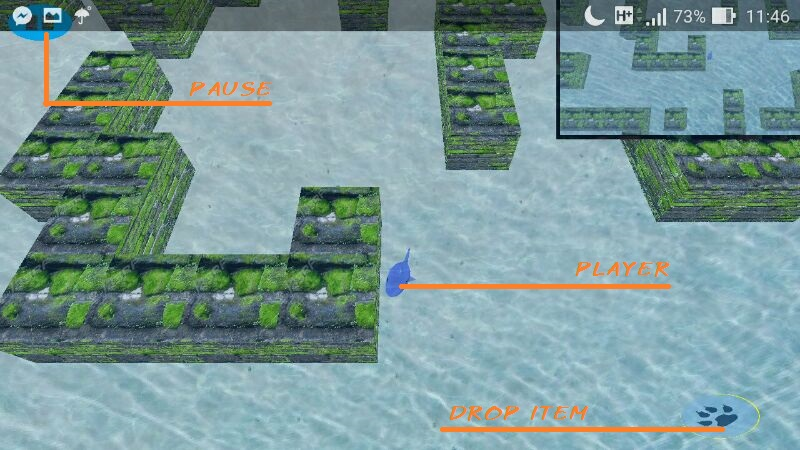 H+ 73% 11:46
PAUSE
PLAYER
DROP ITEM